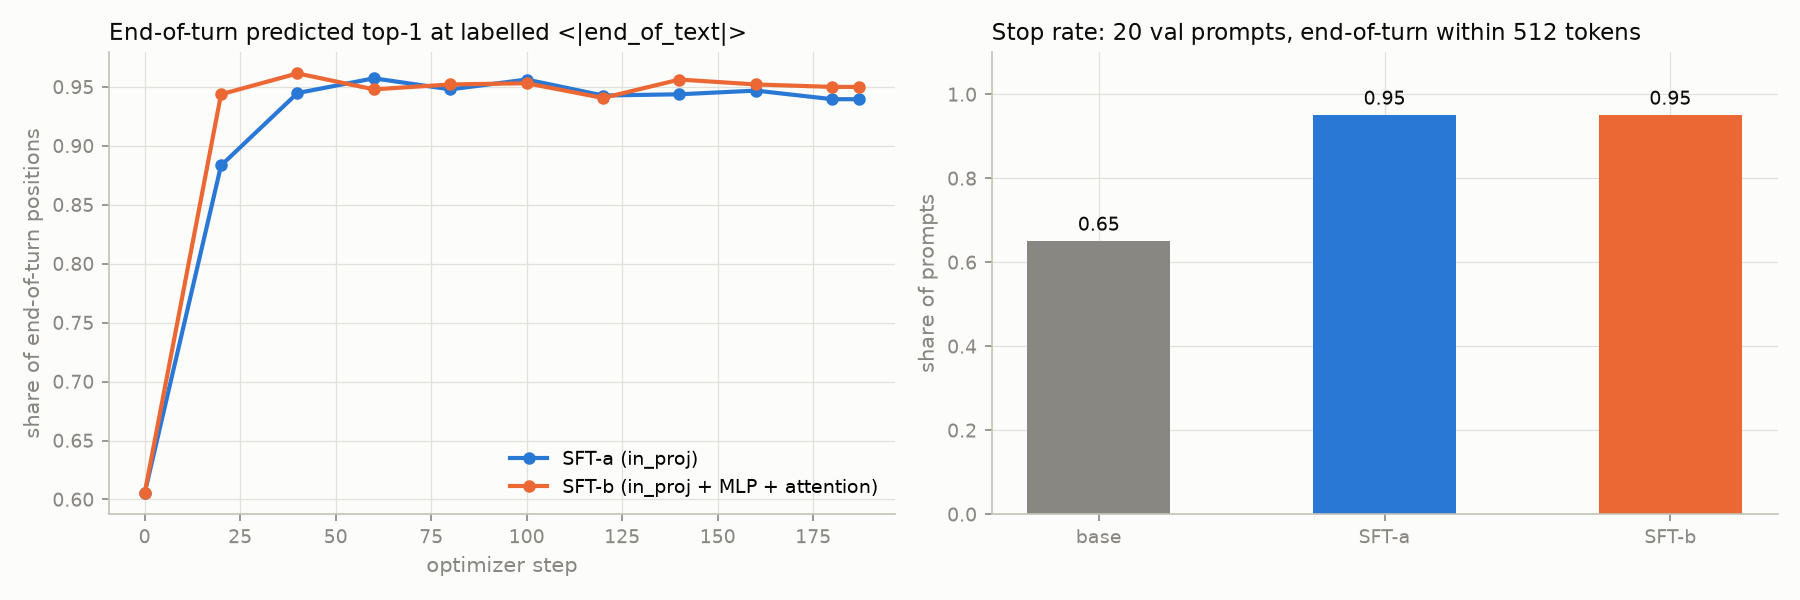 End-of-turn predicted top-1 at labelled <|end_of_text|>
share of end-of-turn positions
0.95
0.90
0.85
0.80
0.75
0.70
0.65
0.60
SFT-a (in_proj)
SFT-b (in_proj + MLP + attention)
0 25 50 75 100 125 150 175
optimizer step
Stop rate: 20 val prompts, end-of-turn within 512 tokens
share of prompts
1.0
0.8
0.6
0.4
0.2
0.0
0.65
0.95
0.95
base SFT-a SFT-b